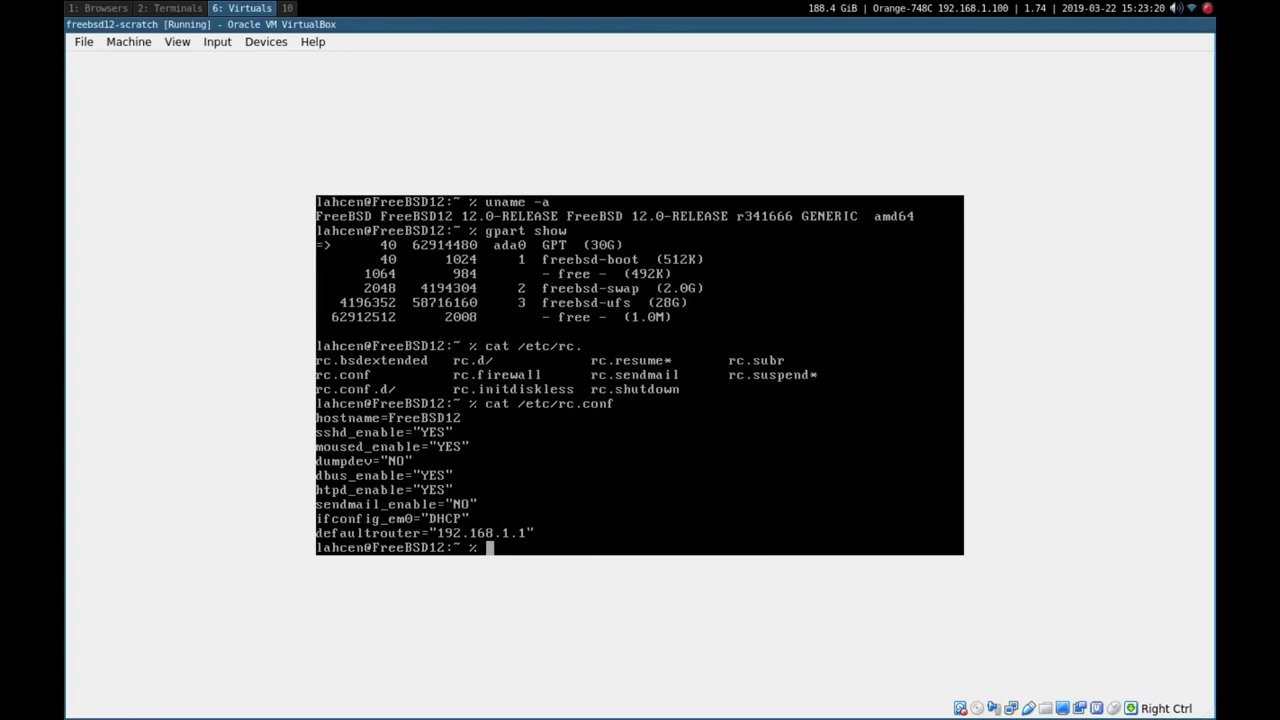 1: Browsers 2: Terminals 6: Virtuals 10 188.4 GiB | Orange-748C 192.168.1.100 | 1.74 | 2019-03-22 15:23:20
freebsd12-scratch [Running] - Oracle VM VirtualBox
File Machine View Input Devices Help
lahcen@FreeBSD12:~ % uname -a
FreeBSD FreeBSD12 12.0-RELEASE FreeBSD 12.0-RELEASE r341666 GENERIC  amd64
lahcen@FreeBSD12:~ % gpart show
=>      40  62914480  ada0  GPT  (30G)
        40      1024     1  freebsd-boot  (512K)
      1064       984        - free -  (492K)
      2048   4194304     2  freebsd-swap  (2.0G)
   4196352  58716160     3  freebsd-ufs  (28G)
  62912512      2008        - free -  (1.0M)
lahcen@FreeBSD12:~ % cat /etc/rc.
rc.bsdextended   rc.d/            rc.resume*       rc.subr
rc.conf          rc.firewall      rc.sendmail      rc.suspend*
rc.conf.d/       rc.initdiskless  rc.shutdown
lahcen@FreeBSD12:~ % cat /etc/rc.conf
hostname=FreeBSD12
sshd_enable="YES"
moused_enable="YES"
dumpdev="NO"
dbus_enable="YES"
htpd_enable="YES"
sendmail_enable="NO"
ifconfig_em0="DHCP"
defaultrouter="192.168.1.1"
lahcen@FreeBSD12:~ %
Right Ctrl